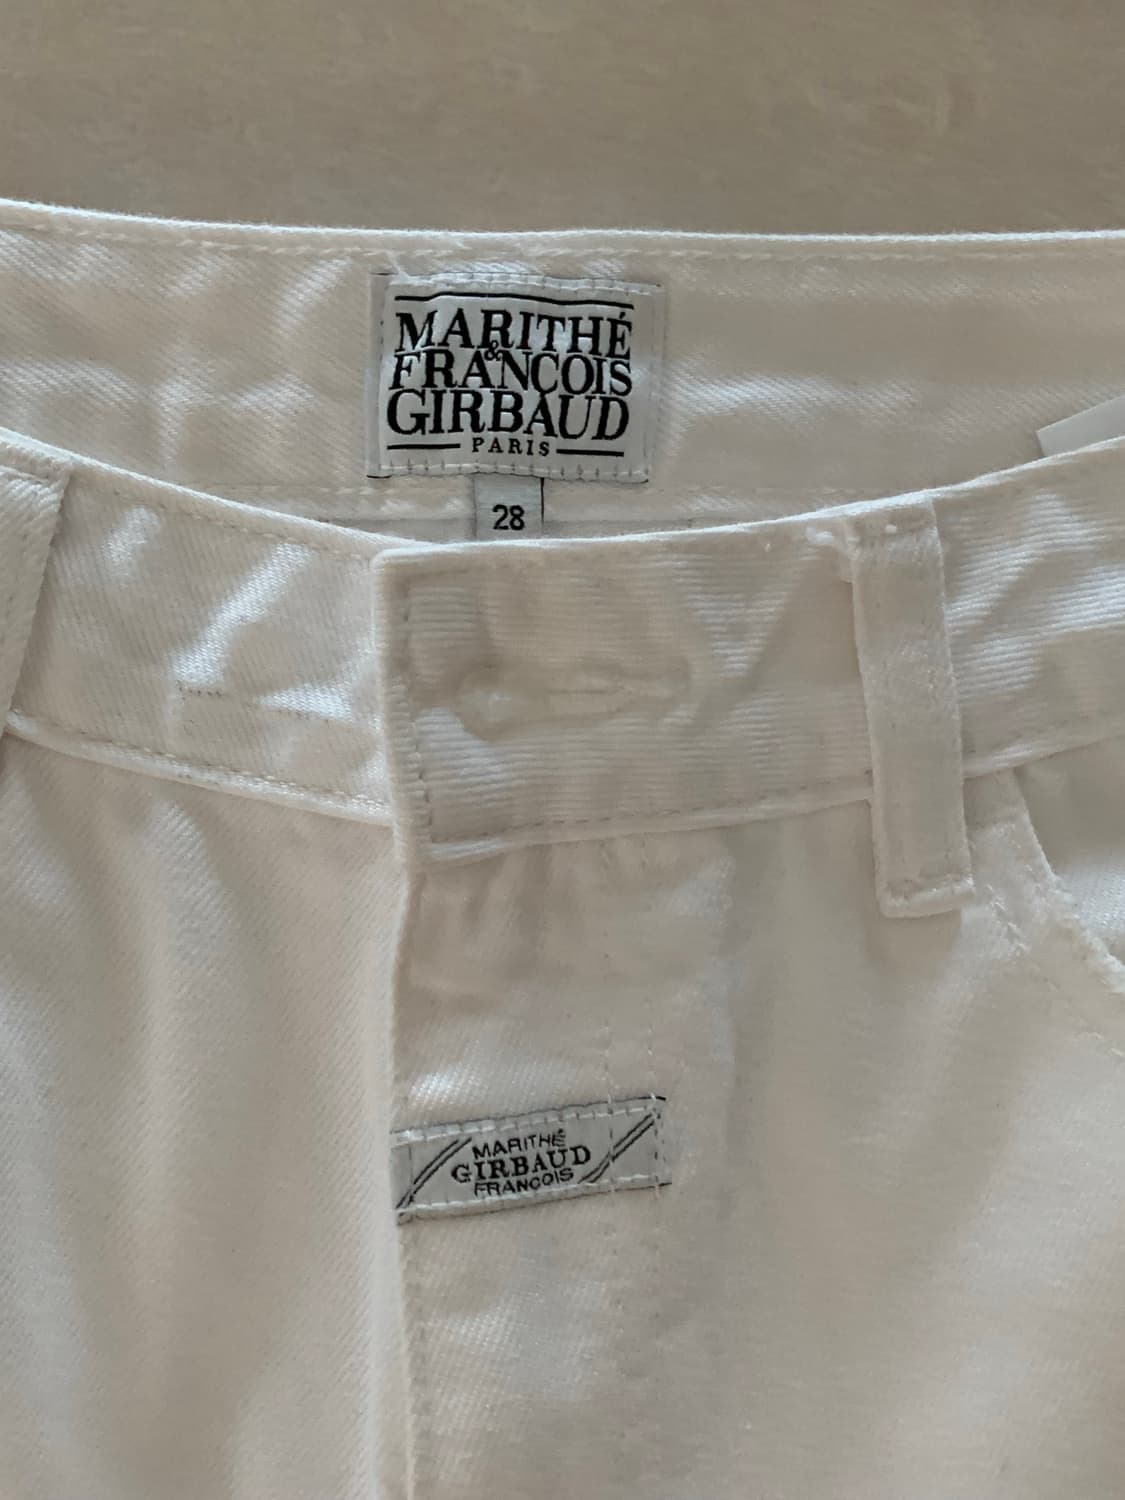 MARITHÉ
&
FRANÇOIS
GIRBAUD
PARIS
28
MARITHÉ
GIRBAUD
FRANÇOIS